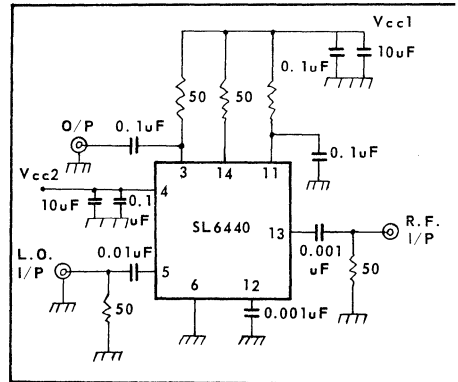 Vcc1
0.1uF 10uF
50 50
O/P 0.1uF
0.1uF
3 14 11
Vcc2
4
10uF 0.1
uF
SL6440
13 R.F.
I/P
0.001
uF
50
L.O.
I/P
0.01uF
5
50
6 12
0.001uF